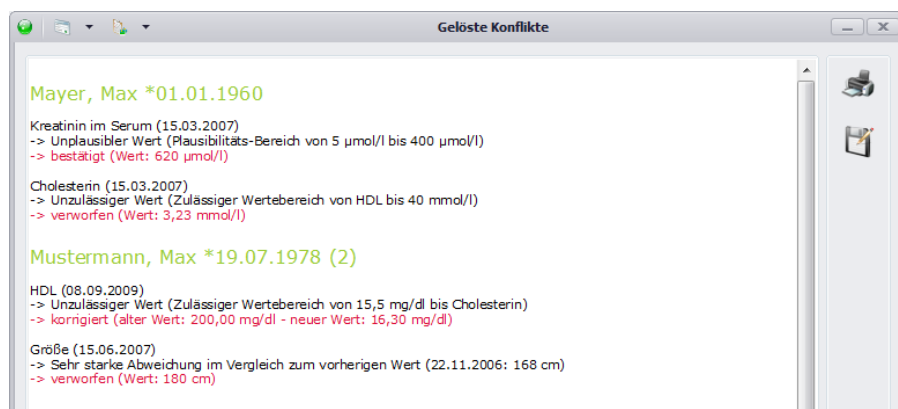 Gelöste Konflikte
Mayer, Max *01.01.1960
Kreatinin im Serum (15.03.2007)
-> Unplausibler Wert (Plausibilitäts-Bereich von 5 µmol/l bis 400 µmol/l)
-> bestätigt (Wert: 620 µmol/l)
Cholesterin (15.03.2007)
-> Unzulässiger Wert (Zulässiger Wertebereich von HDL bis 40 mmol/l)
-> verworfen (Wert: 3,23 mmol/l)
Mustermann, Max *19.07.1978 (2)
HDL (08.09.2009)
-> Unzulässiger Wert (Zulässiger Wertebereich von 15,5 mg/dl bis Cholesterin)
-> korrigiert (alter Wert: 200,00 mg/dl - neuer Wert: 16,30 mg/dl)
Größe (15.06.2007)
-> Sehr starke Abweichung im Vergleich zum vorherigen Wert (22.11.2006: 168 cm)
-> verworfen (Wert: 180 cm)